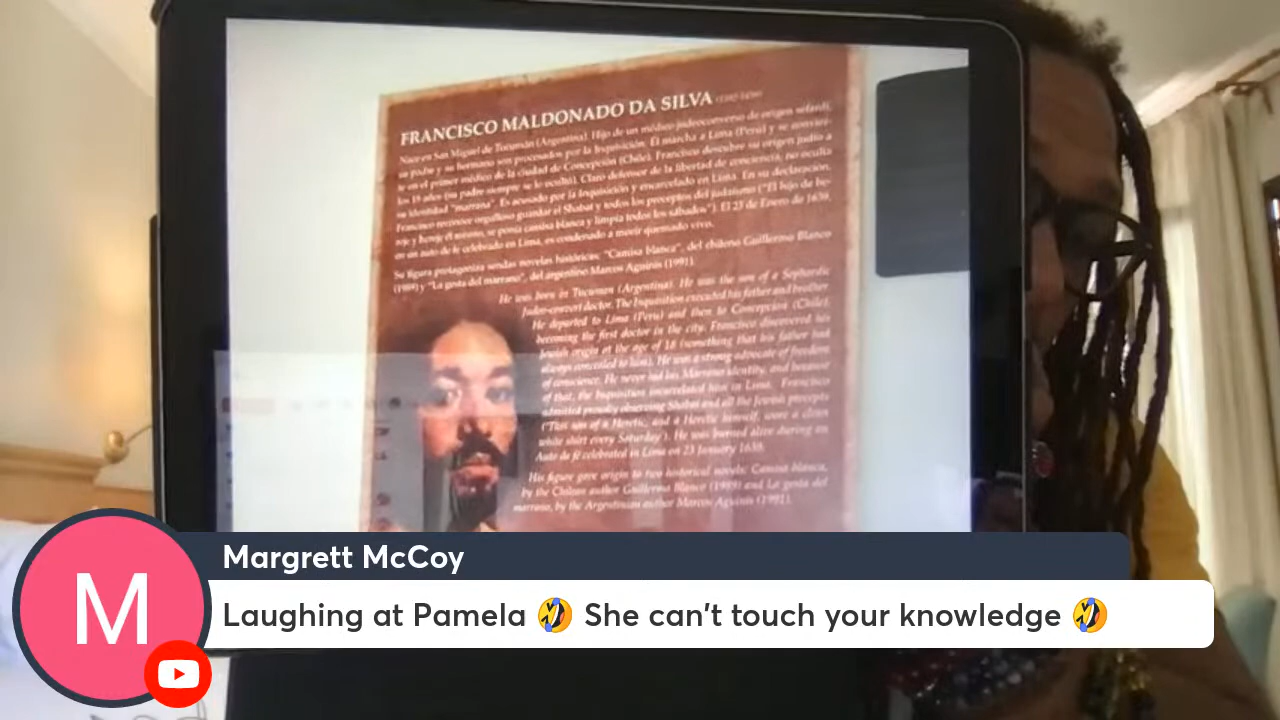 FRANCISCO MALDONADO DA SILVA
Nace en San Miguel de Tucumán (Argentina). Hijo de un médico judeoconverso de origen sefardí,
su padre y su hermano son procesados por la Inquisición. Él marcha a Lima (Perú) y se convier-
te en el primer médico de la ciudad de Concepción (Chile). Francisco descubre su origen judío a
los 18 años (su padre siempre se lo ocultó). Claro defensor de la libertad de conciencia, no oculta
su identidad "marrana". Es acusado por la Inquisición y encarcelado en Lima. En su declaración,
Francisco reconoce orgulloso guardar el Shabat y todos los preceptos del judaísmo ("El hijo de he-
reje y hereje él mismo, se ponía camisa blanca y limpia todos los sábados"). El 23 de Enero de 1639,
en un auto de fe celebrado en Lima, es condenado a morir quemado vivo.
Su figura protagoniza sendas novelas históricas: "Camisa blanca", del chileno Guillermo Blanco
(1989) y "La gesta del marrano", del argentino Marcos Aguinis (1991).
He was born in Tucuman (Argentina). He was the son of a Sephardic
Judeo-convert doctor. The Inquisition executed his father and brother
He departed to Lima (Peru) and then to Concepcion (Chile),
becoming the first doctor in the city. Francisco discovered his
Jewish origin at the age of 18 (something that his father had
always concealed to him). He was a strong advocate of freedom
of conscience. He never hid his Marrano identity, and because
of that, the Inquisition incarcerated him in Lima. Francisco
admitted proudly observing Shabat and all the Jewish precepts
("This son of a Heretic, and a Heretic himself, wore a clean
white shirt every Saturday"). He was burned alive during an
Auto de fé celebrated in Lima on 23 January
His figure gave origin to two historical novels: Camisa blanca,
by the Chilean author Guillermo Blanco (1989) and La gesta del
marrano, by the Argentinian author Marcos Aguinis (1991).
M
Margrett McCoy
Laughing at Pamela 🤣 She can't touch your knowledge 🤣